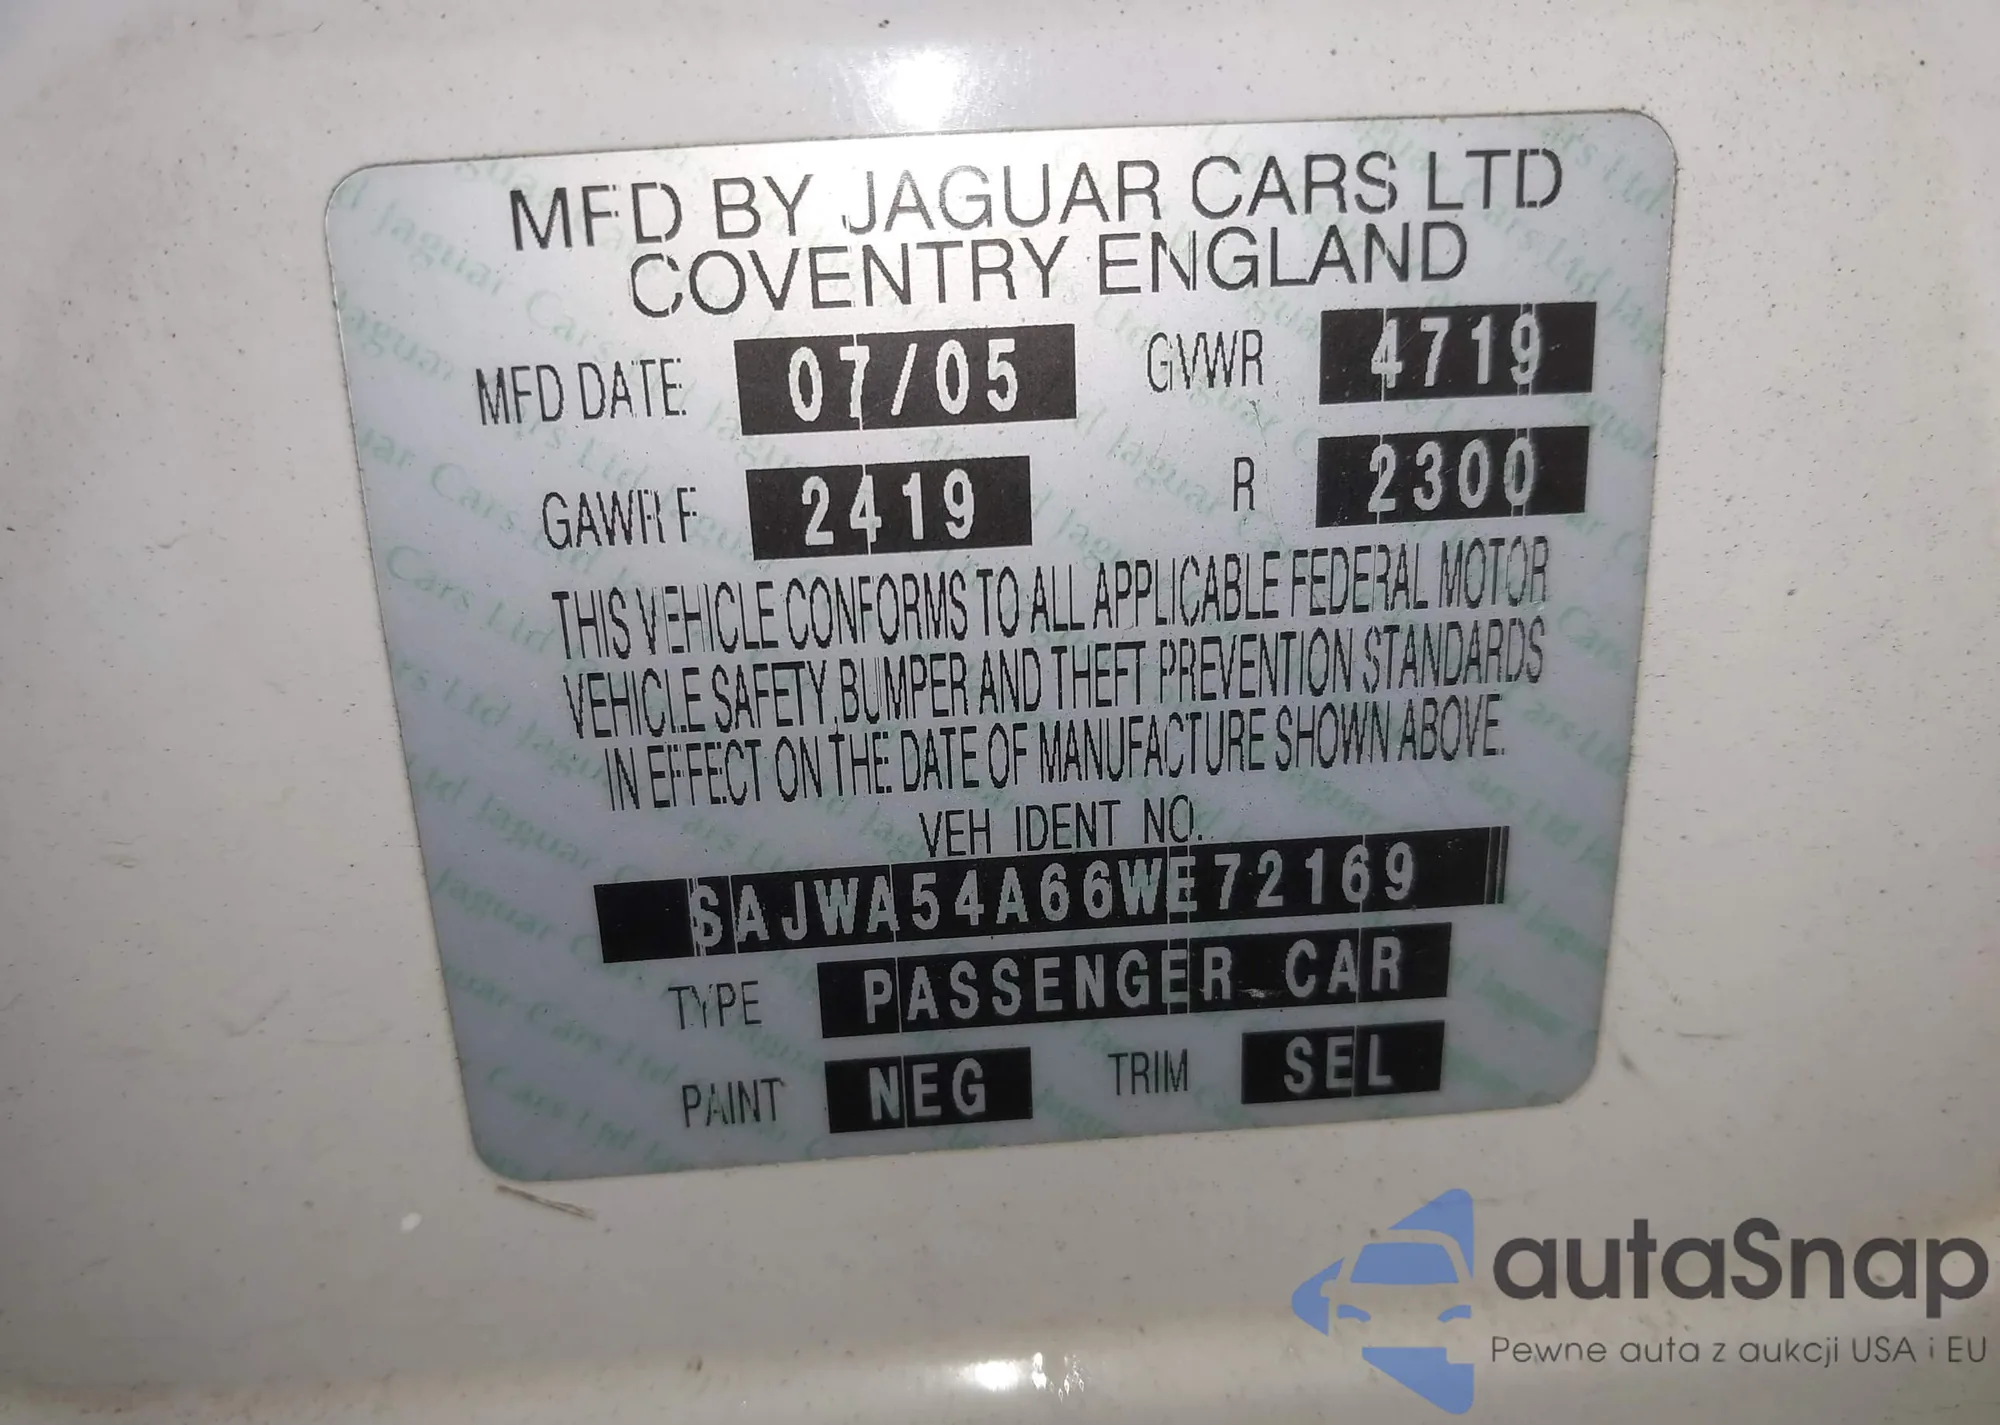 MFD BY JAGUAR CARS LTD
COVENTRY ENGLAND
MFD DATE 07/05 GVWR 4719
GAWR F 2419 R 2300
THIS VEHICLE CONFORMS TO ALL APPLICABLE FEDERAL MOTOR
VEHICLE SAFETY, BUMPER AND THEFT PREVENTION STANDARDS
IN EFFECT ON THE DATE OF MANUFACTURE SHOWN ABOVE.
VEH IDENT NO.
SAJWA54A66WE72169
TYPE PASSENGER CAR
PAINT NEG TRIM SEL
autaSnap
Pewne auta z aukcji USA i EU